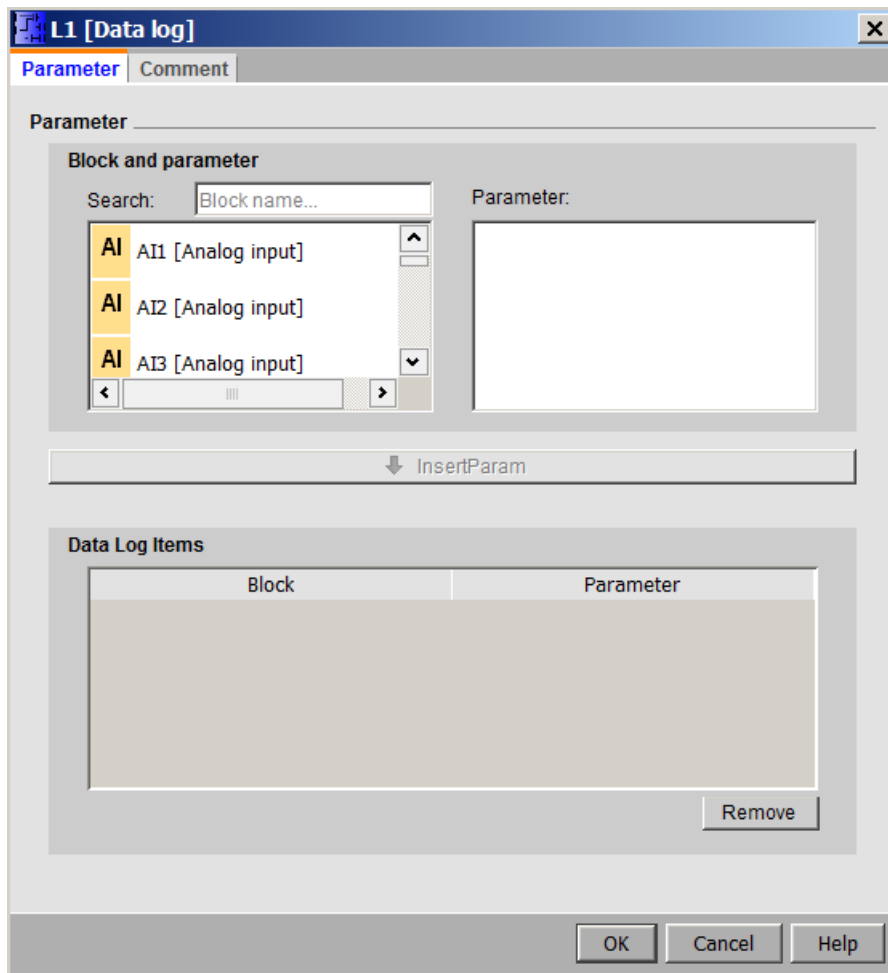 L1 [Data log]
Parameter Comment
Parameter
Block and parameter
Search: Block name... Parameter:
AI AI1 [Analog input]
AI AI2 [Analog input]
AI AI3 [Analog input]
InsertParam
Data Log Items
Block Parameter
Remove
OK Cancel Help